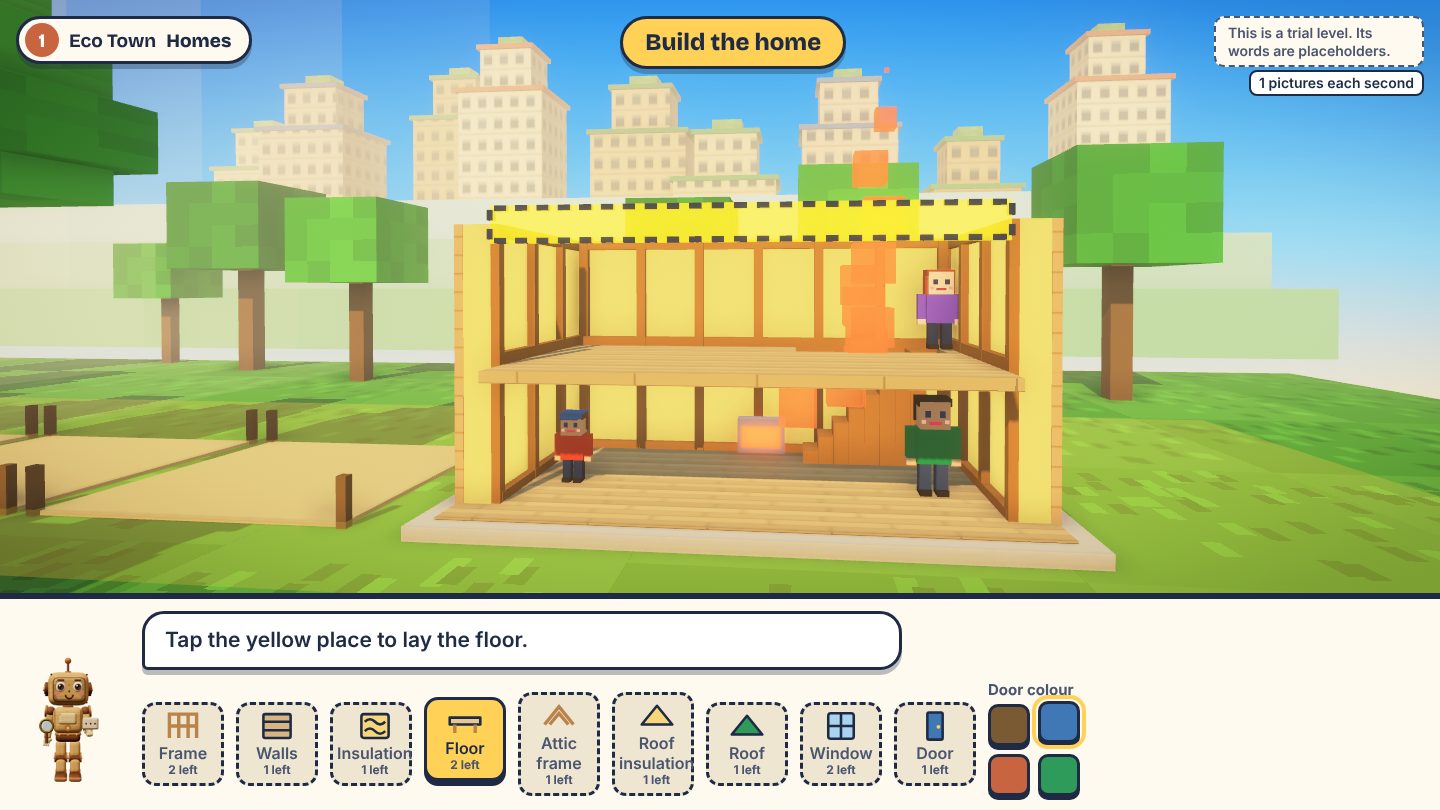 1 Eco Town Homes
Build the home
This is a trial level. Its
words are placeholders.
1 pictures each second
Tap the yellow place to lay the floor.
Frame
2 left
Walls
1 left
Insulation
1 left
Floor
2 left
Attic
frame
1 left
Roof
insulation
1 left
Roof
1 left
Window
2 left
Door
1 left
Door colour